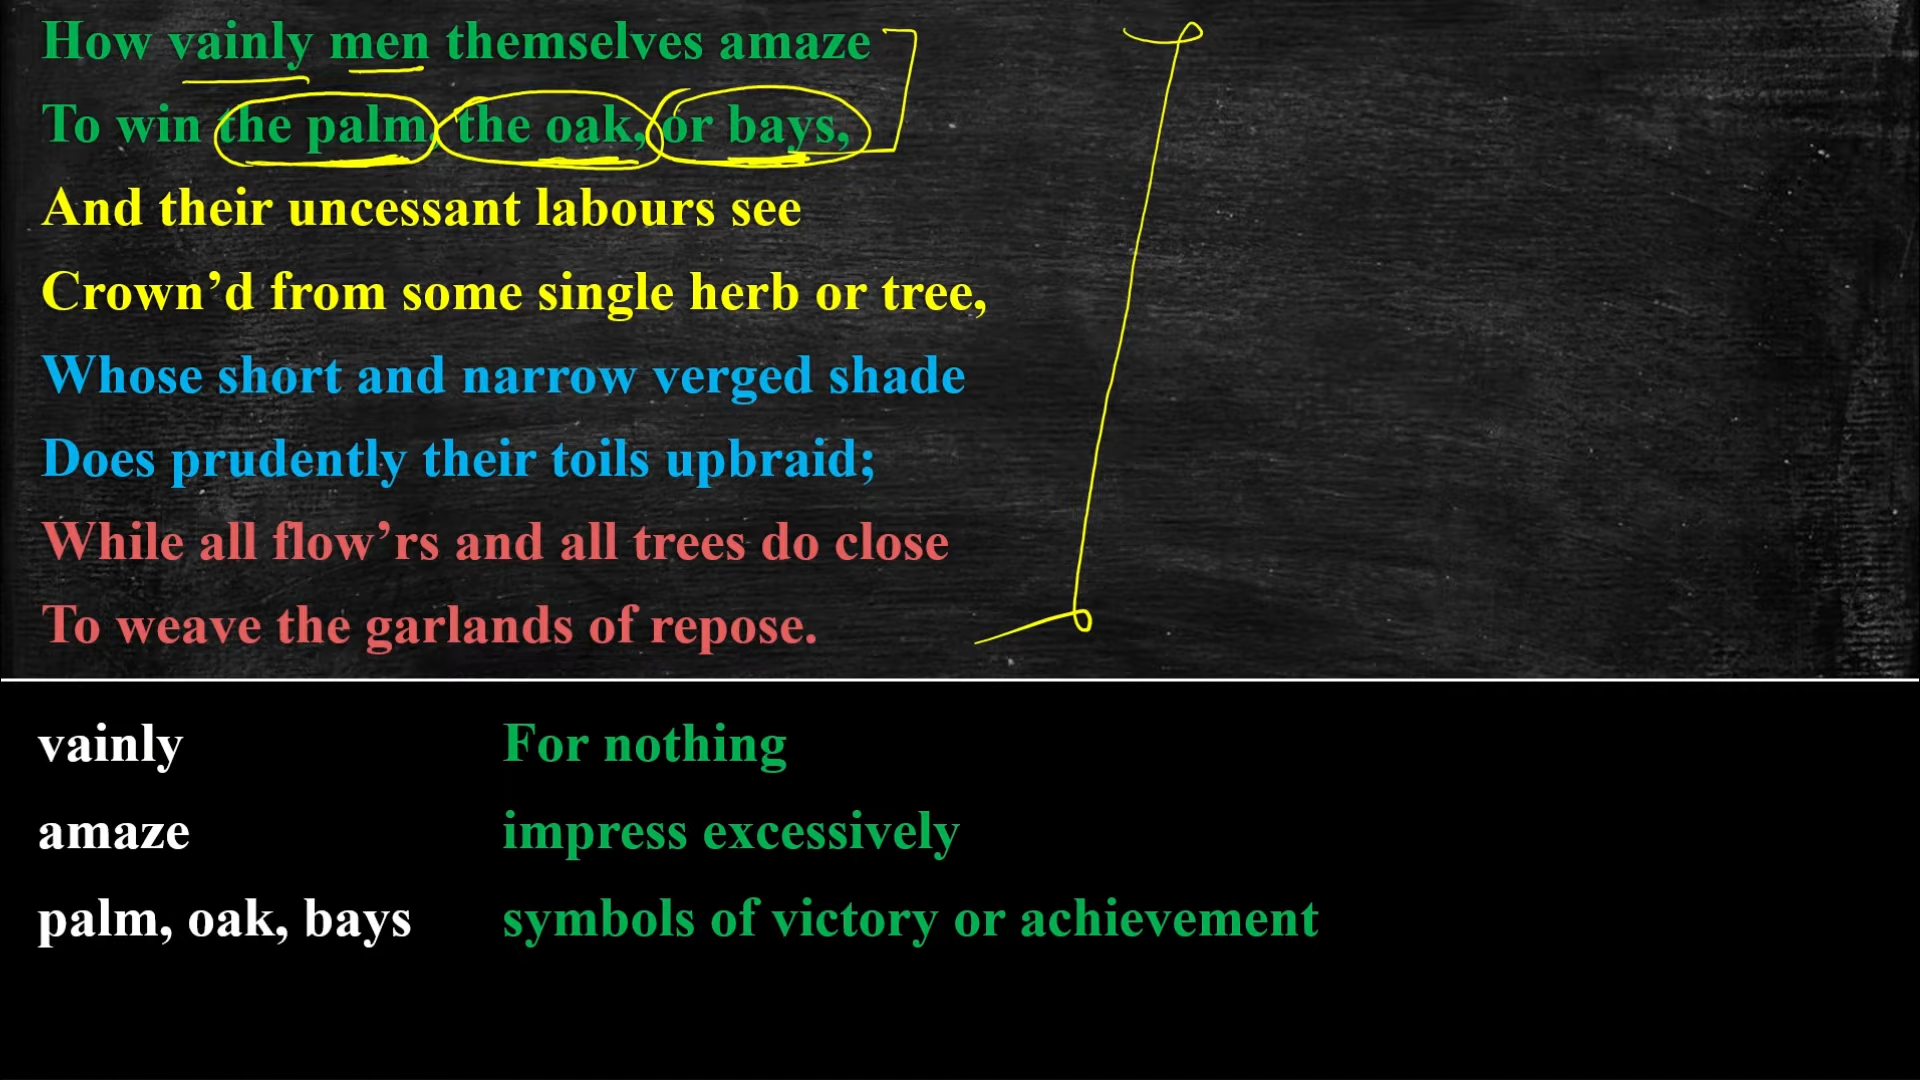 How vainly men themselves amaze
To win the palm, the oak, or bays,
And their uncessant labours see
Crown’d from some single herb or tree,
Whose short and narrow verged shade
Does prudently their toils upbraid;
While all flow’rs and all trees do close
To weave the garlands of repose.
vainly For nothing
amaze impress excessively
palm, oak, bays symbols of victory or achievement